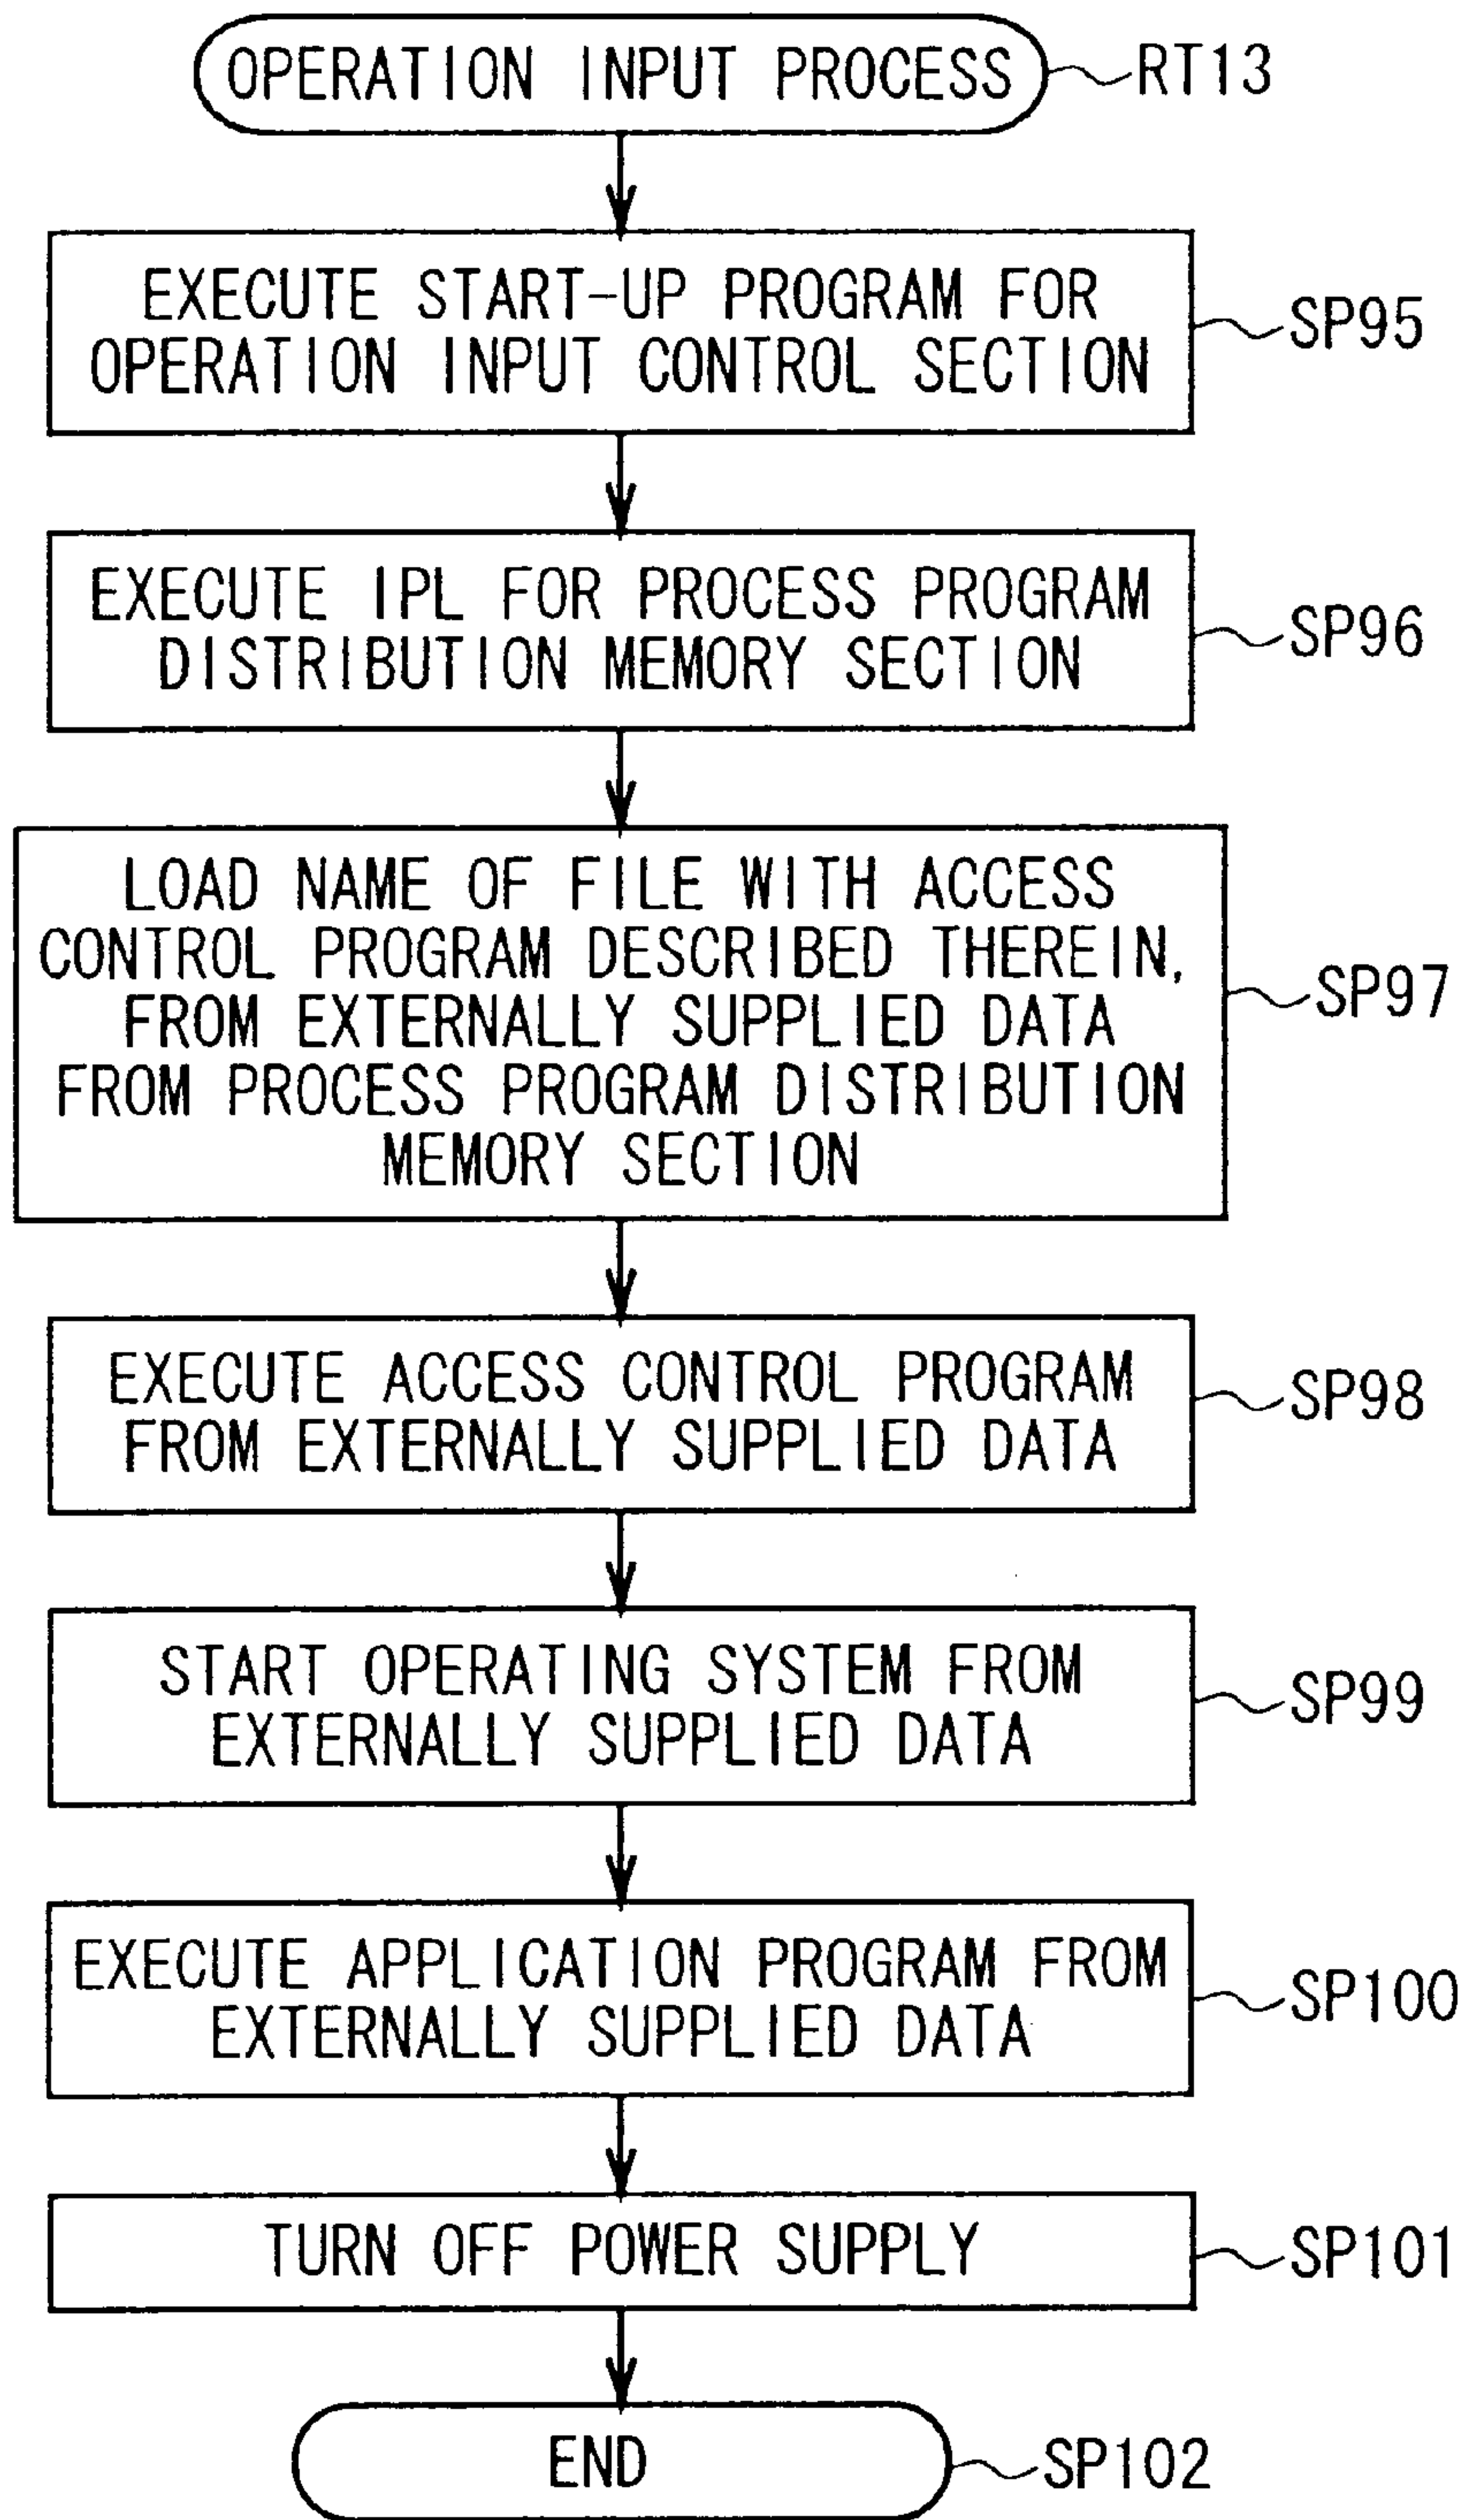 OPERATION INPUT PROCESS
RT13
EXECUTE START-UP PROGRAM FOR
OPERATION INPUT CONTROL SECTION
SP95
EXECUTE IPL FOR PROCESS PROGRAM
DISTRIBUTION MEMORY SECTION
SP96
LOAD NAME OF FILE WITH ACCESS
CONTROL PROGRAM DESCRIBED THEREIN,
FROM EXTERNALLY SUPPLIED DATA
FROM PROCESS PROGRAM DISTRIBUTION
MEMORY SECTION
SP97
EXECUTE ACCESS CONTROL PROGRAM
FROM EXTERNALLY SUPPLIED DATA
SP98
START OPERATING SYSTEM FROM
EXTERNALLY SUPPLIED DATA
SP99
EXECUTE APPLICATION PROGRAM FROM
EXTERNALLY SUPPLIED DATA
SP100
TURN OFF POWER SUPPLY
SP101
END
SP102